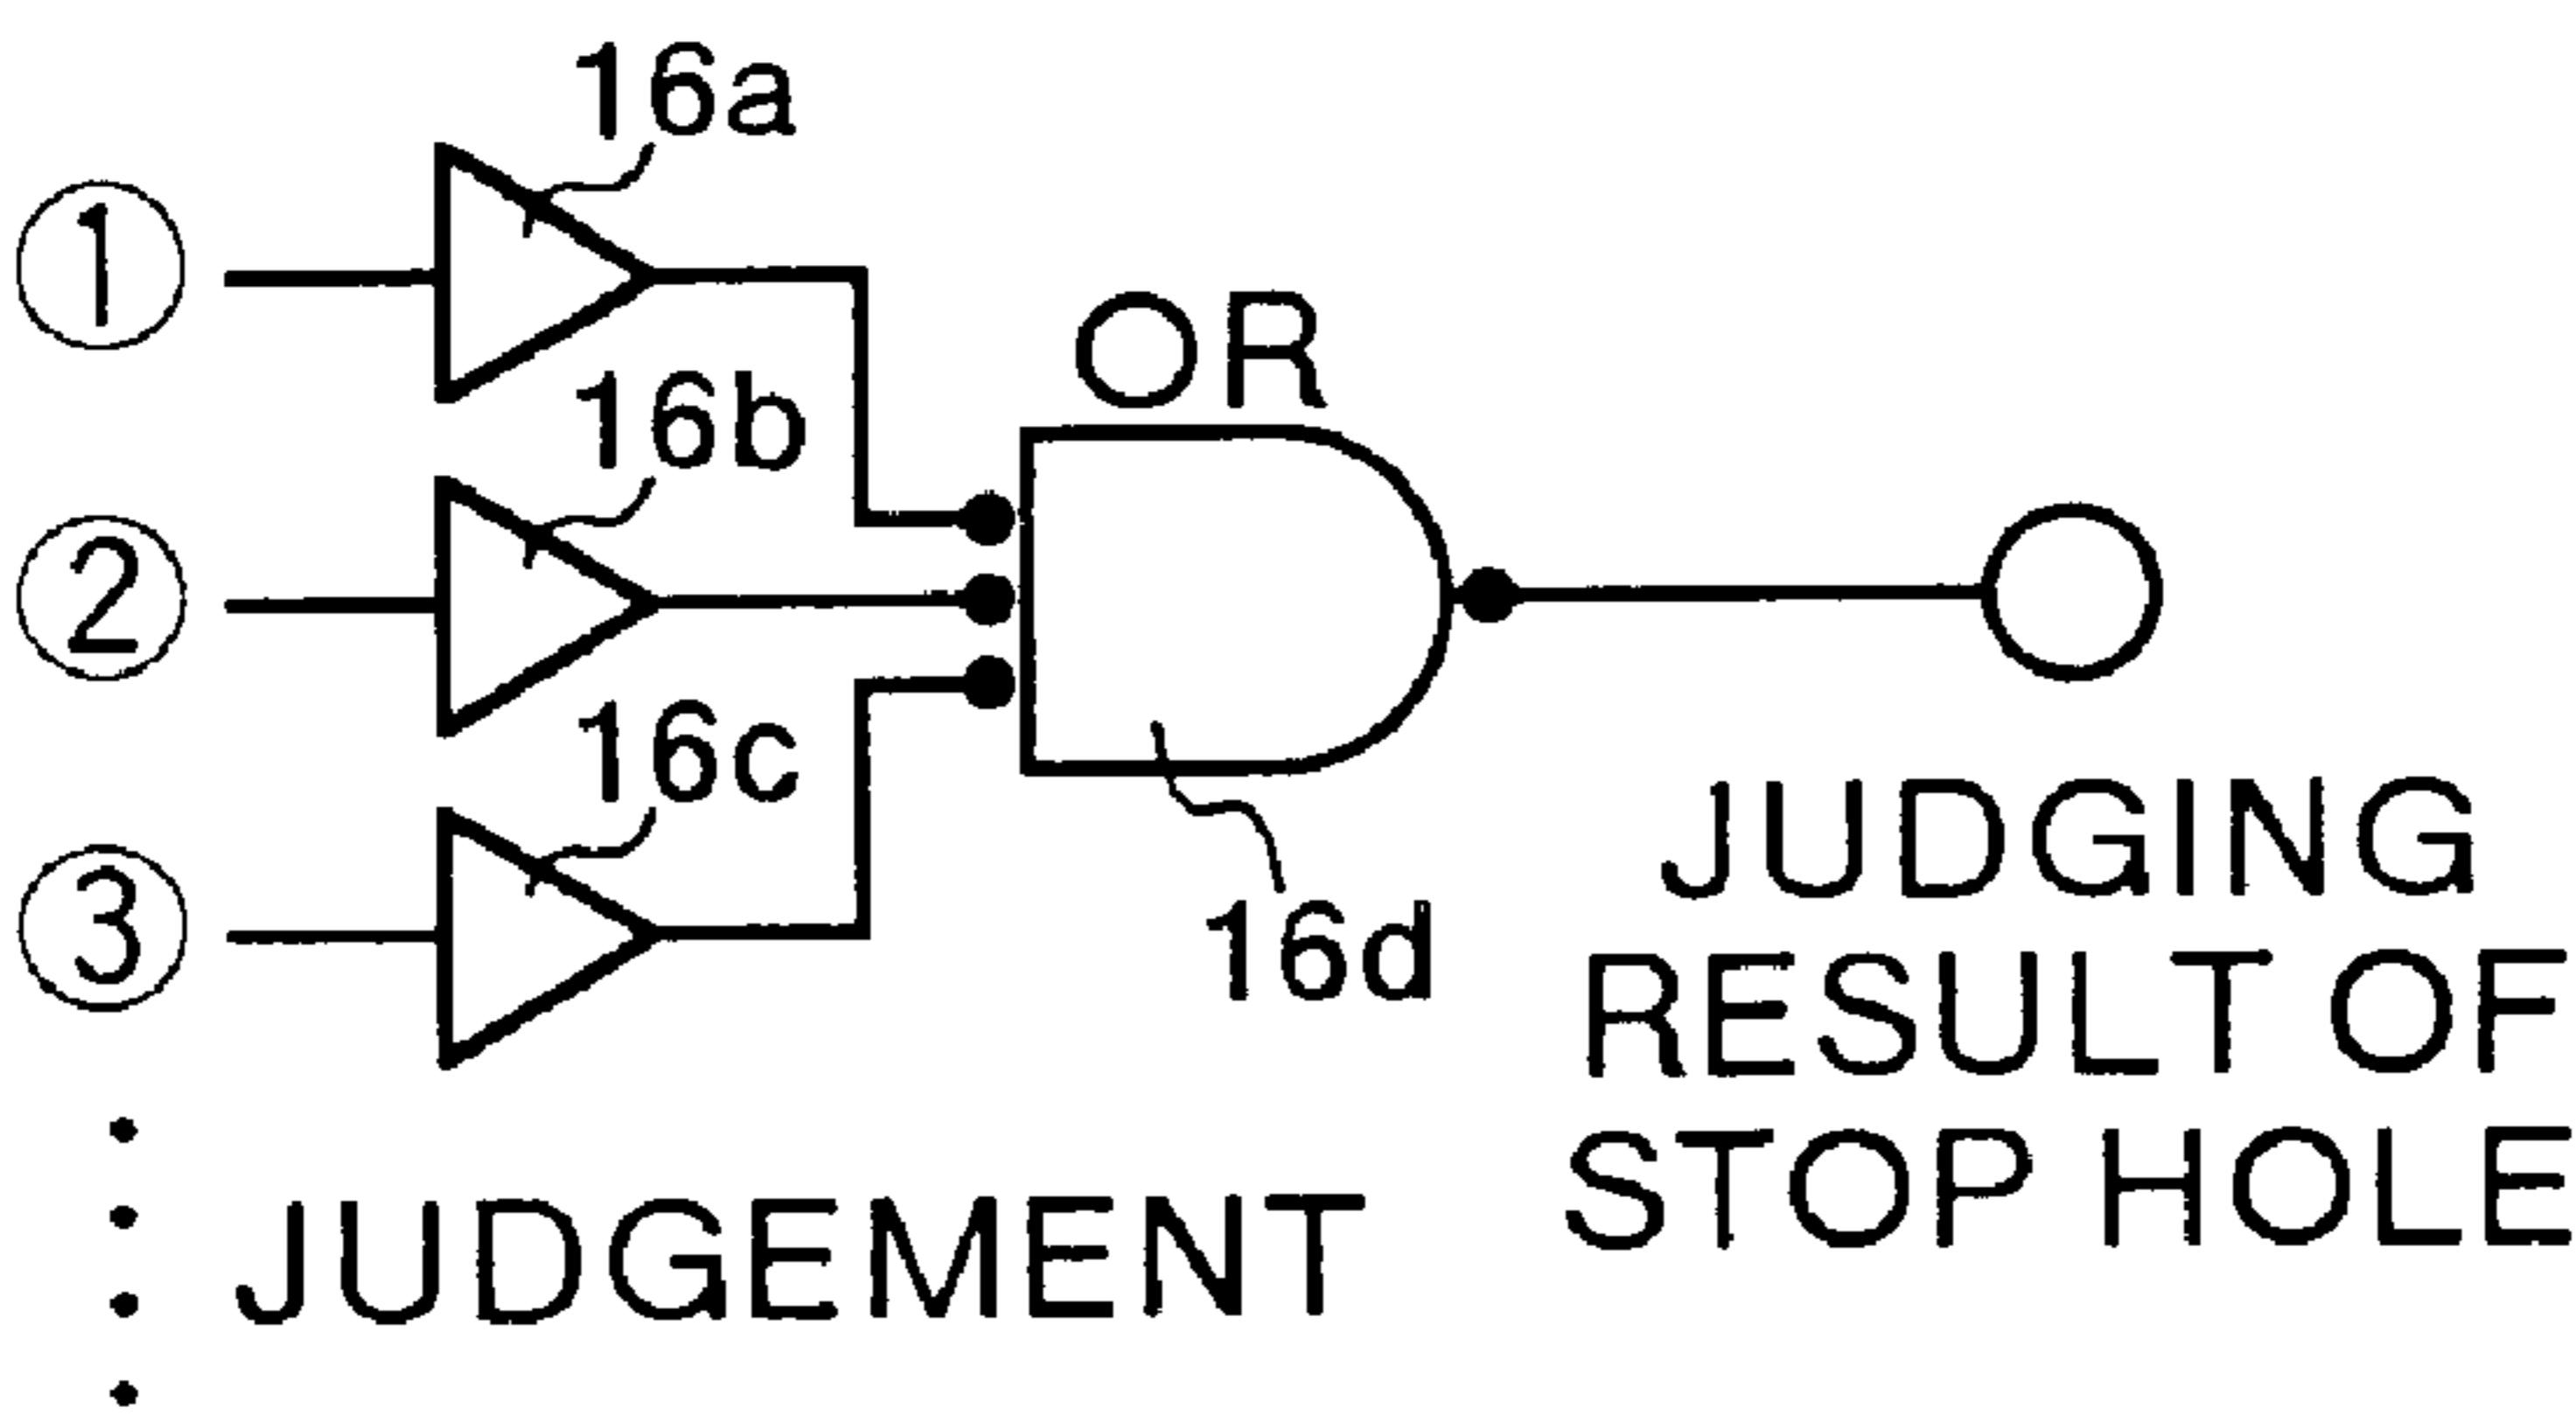 16a
①
OR
16b
②
16c
③
16d
JUDGING
RESULT OF
STOP HOLE
JUDGEMENT